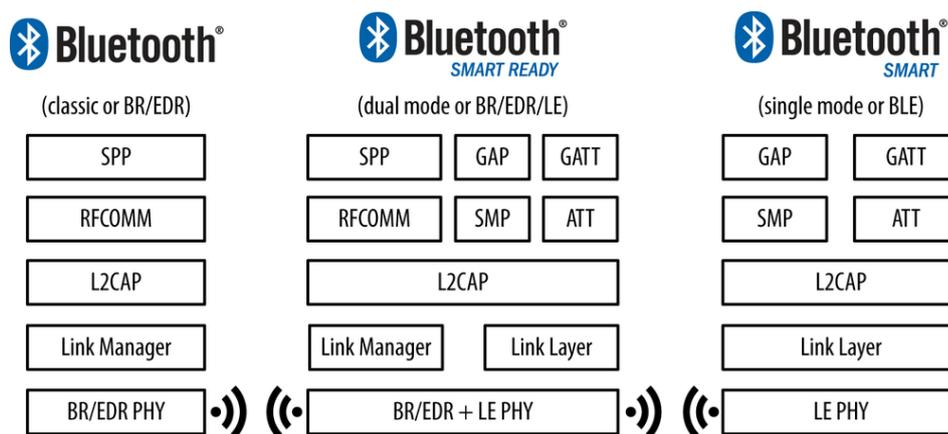 Bluetooth®
(classic or BR/EDR)
SPP
RFCOMM
L2CAP
Link Manager
BR/EDR PHY
Bluetooth®
SMART READY
(dual mode or BR/EDR/LE)
SPP GAP GATT
RFCOMM SMP ATT
L2CAP
Link Manager Link Layer
BR/EDR + LE PHY
Bluetooth®
SMART
(single mode or BLE)
GAP GATT
SMP ATT
L2CAP
Link Layer
LE PHY